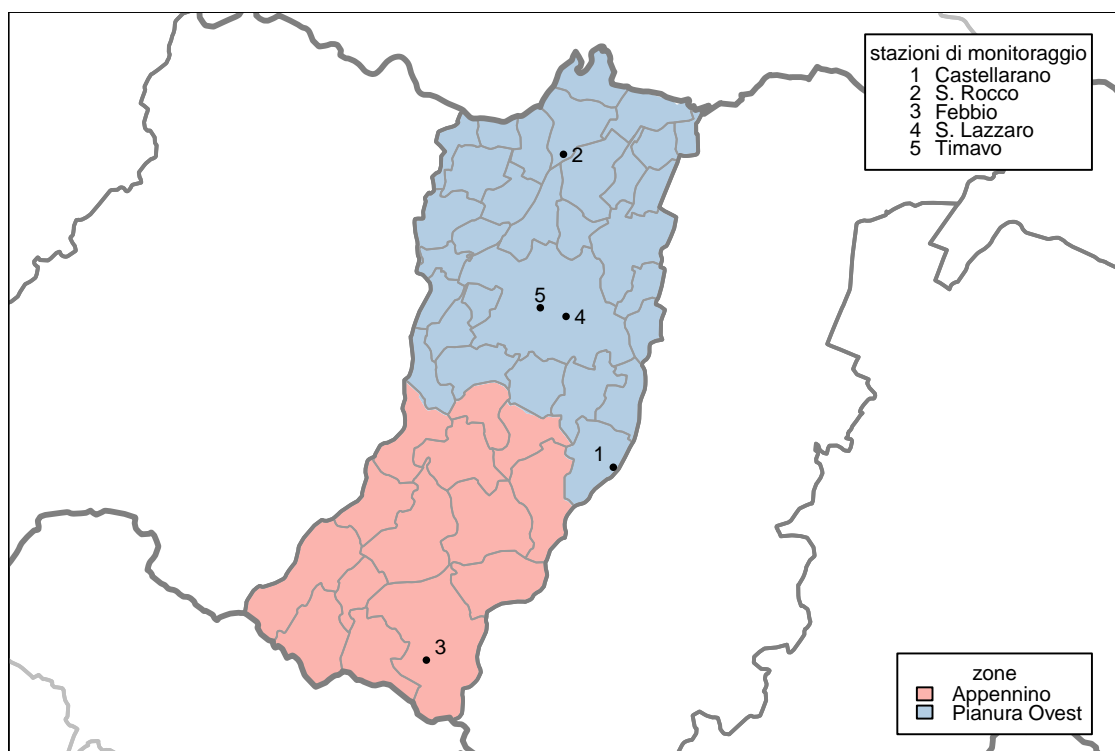 stazioni di monitoraggio
1 Castellarano
2 S. Rocco
3 Febbio
4 S. Lazzaro
5 Timavo
2
5
4
1
3
zone
Appennino
Pianura Ovest